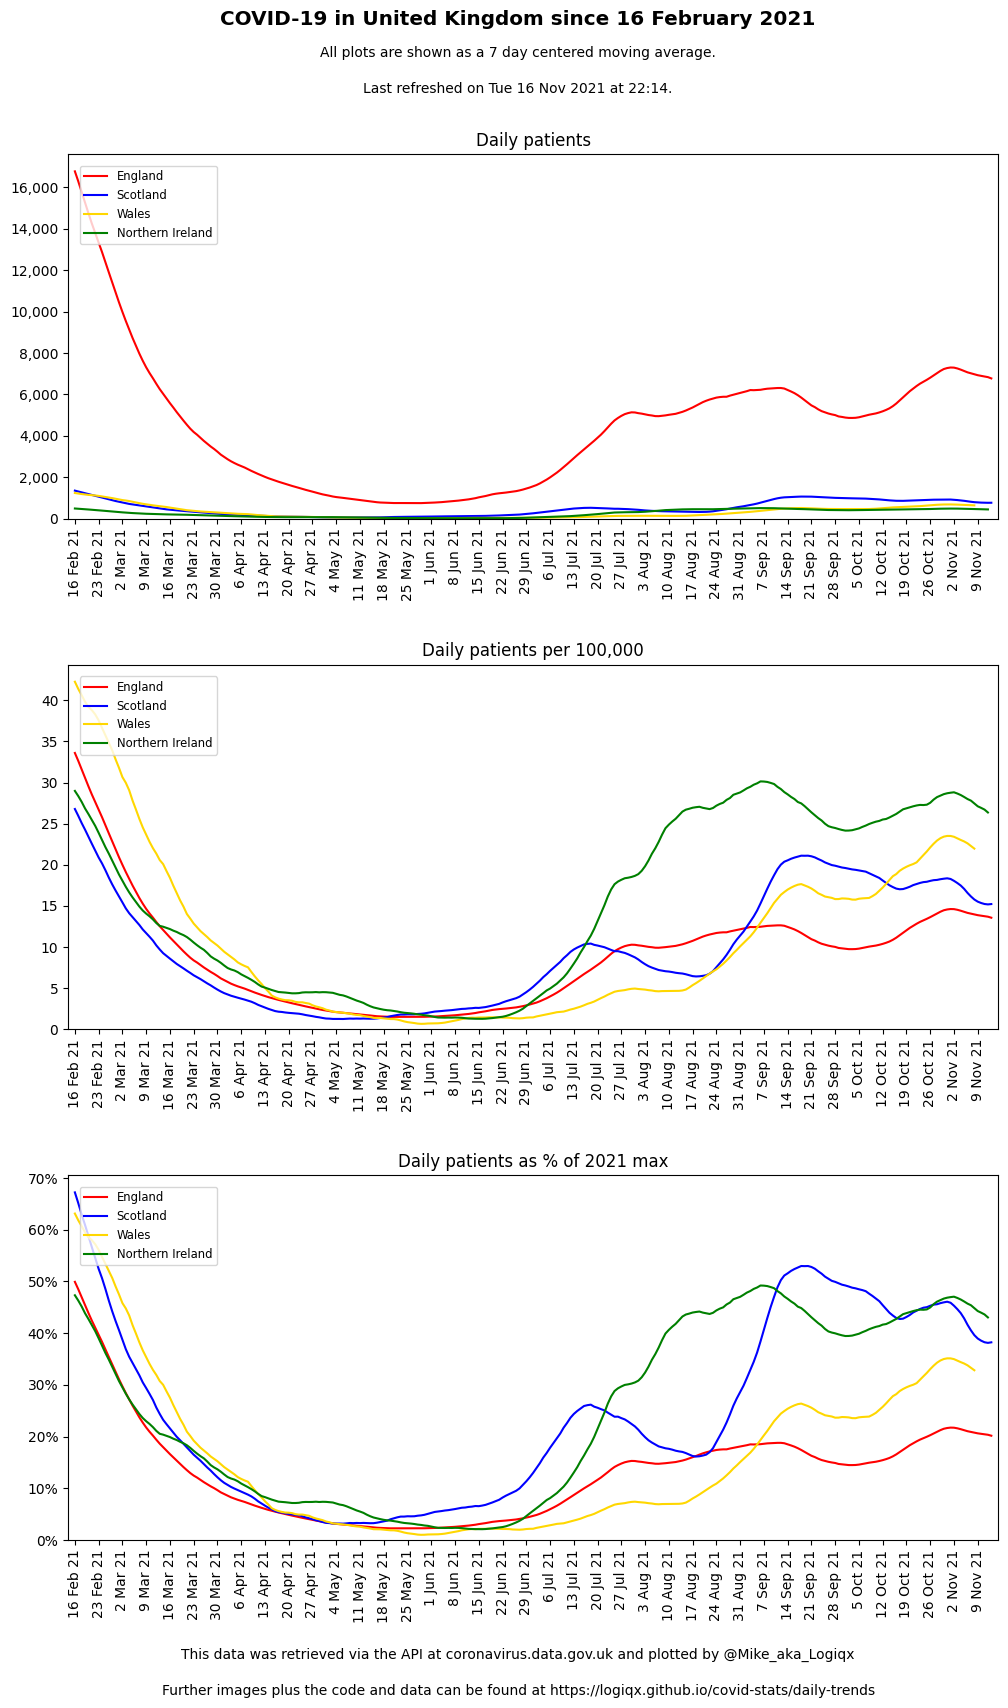 COVID-19 in United Kingdom since 16 February 2021
All plots are shown as a 7 day centered moving average.
Last refreshed on Tue 16 Nov 2021 at 22:14.
Daily patients
England
Scotland
Wales
Northern Ireland
16,000
14,000
12,000
10,000
8,000
6,000
4,000
2,000
0
16 Feb 21
23 Feb 21
2 Mar 21
9 Mar 21
16 Mar 21
23 Mar 21
30 Mar 21
6 Apr 21
13 Apr 21
20 Apr 21
27 Apr 21
4 May 21
11 May 21
18 May 21
25 May 21
1 Jun 21
8 Jun 21
15 Jun 21
22 Jun 21
29 Jun 21
6 Jul 21
13 Jul 21
20 Jul 21
27 Jul 21
3 Aug 21
10 Aug 21
17 Aug 21
24 Aug 21
31 Aug 21
7 Sep 21
14 Sep 21
21 Sep 21
28 Sep 21
5 Oct 21
12 Oct 21
19 Oct 21
26 Oct 21
2 Nov 21
9 Nov 21
Daily patients per 100,000
England
Scotland
Wales
Northern Ireland
40
35
30
25
20
15
10
5
0
16 Feb 21
23 Feb 21
2 Mar 21
9 Mar 21
16 Mar 21
23 Mar 21
30 Mar 21
6 Apr 21
13 Apr 21
20 Apr 21
27 Apr 21
4 May 21
11 May 21
18 May 21
25 May 21
1 Jun 21
8 Jun 21
15 Jun 21
22 Jun 21
29 Jun 21
6 Jul 21
13 Jul 21
20 Jul 21
27 Jul 21
3 Aug 21
10 Aug 21
17 Aug 21
24 Aug 21
31 Aug 21
7 Sep 21
14 Sep 21
21 Sep 21
28 Sep 21
5 Oct 21
12 Oct 21
19 Oct 21
26 Oct 21
2 Nov 21
9 Nov 21
Daily patients as % of 2021 max
England
Scotland
Wales
Northern Ireland
70%
60%
50%
40%
30%
20%
10%
0%
16 Feb 21
23 Feb 21
2 Mar 21
9 Mar 21
16 Mar 21
23 Mar 21
30 Mar 21
6 Apr 21
13 Apr 21
20 Apr 21
27 Apr 21
4 May 21
11 May 21
18 May 21
25 May 21
1 Jun 21
8 Jun 21
15 Jun 21
22 Jun 21
29 Jun 21
6 Jul 21
13 Jul 21
20 Jul 21
27 Jul 21
3 Aug 21
10 Aug 21
17 Aug 21
24 Aug 21
31 Aug 21
7 Sep 21
14 Sep 21
21 Sep 21
28 Sep 21
5 Oct 21
12 Oct 21
19 Oct 21
26 Oct 21
2 Nov 21
9 Nov 21
This data was retrieved via the API at coronavirus.data.gov.uk and plotted by @Mike_aka_Logiqx
Further images plus the code and data can be found at https://logiqx.github.io/covid-stats/daily-trends